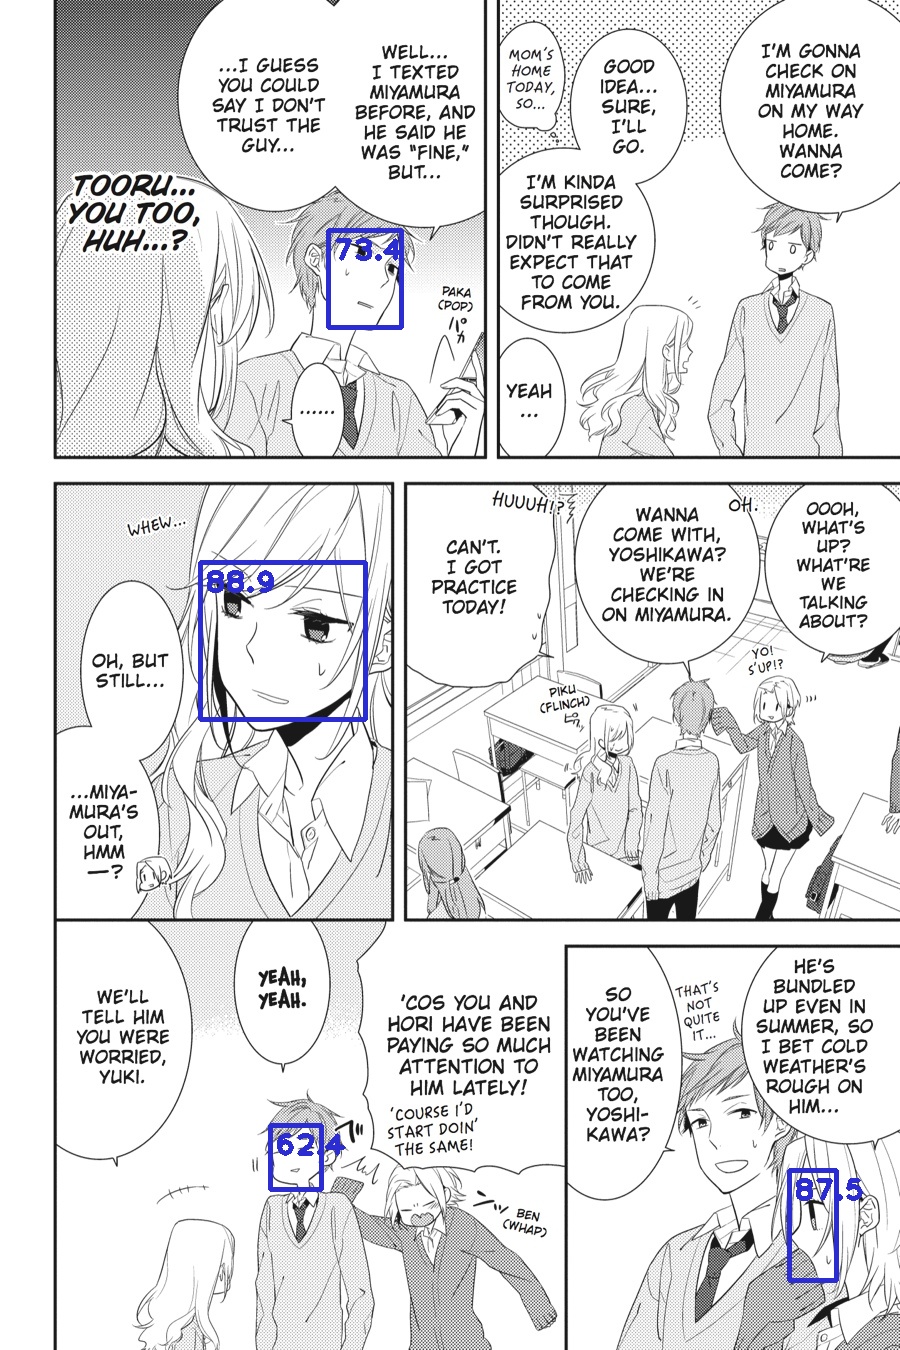 I'M GONNA
CHECK ON
MIYAMURA
ON MY WAY
HOME.
WANNA
COME?
GOOD
IDEA...
SURE,
I'LL
GO.
MOM'S
HOME
TODAY,
SO...
I'M KINDA
SURPRISED
THOUGH.
DIDN'T REALLY
EXPECT THAT
TO COME
FROM YOU.
YEAH
...
WELL...
I TEXTED
MIYAMURA
BEFORE, AND
HE SAID HE
WAS "FINE,"
BUT...
...I GUESS
YOU COULD
SAY I DON'T
TRUST THE
GUY...
TOORU...
YOU TOO,
HUH...?
73.4
PAKA
(POP)
パカ
......
OOOH,
WHAT'S
UP?
WHAT'RE
WE
TALKING
ABOUT?
OH.
WANNA
COME WITH,
YOSHIKAWA?
WE'RE
CHECKING IN
ON MIYAMURA.
HUUUH!?
CAN'T.
I GOT
PRACTICE
TODAY!
YO!
S'UP!?
PIKU
(FLINCH)
ピク
WHEW...
88.9
OH, BUT
STILL...
...MIYA-
MURA'S
OUT,
HMM
—?
HE'S
BUNDLED
UP EVEN IN
SUMMER, SO
I BET COLD
WEATHER'S
ROUGH ON
HIM...
THAT'S
NOT
QUITE
IT...
SO
YOU'VE
BEEN
WATCHING
MIYAMURA
TOO,
YOSHI-
KAWA?
87.5
'COS YOU AND
HORI HAVE BEEN
PAYING SO MUCH
ATTENTION TO
HIM LATELY!
'COURSE I'D
START DOIN'
THE SAME!
YEAH,
YEAH.
WE'LL
TELL HIM
YOU WERE
WORRIED,
YUKI.
62.4
BEN
(WHAP)